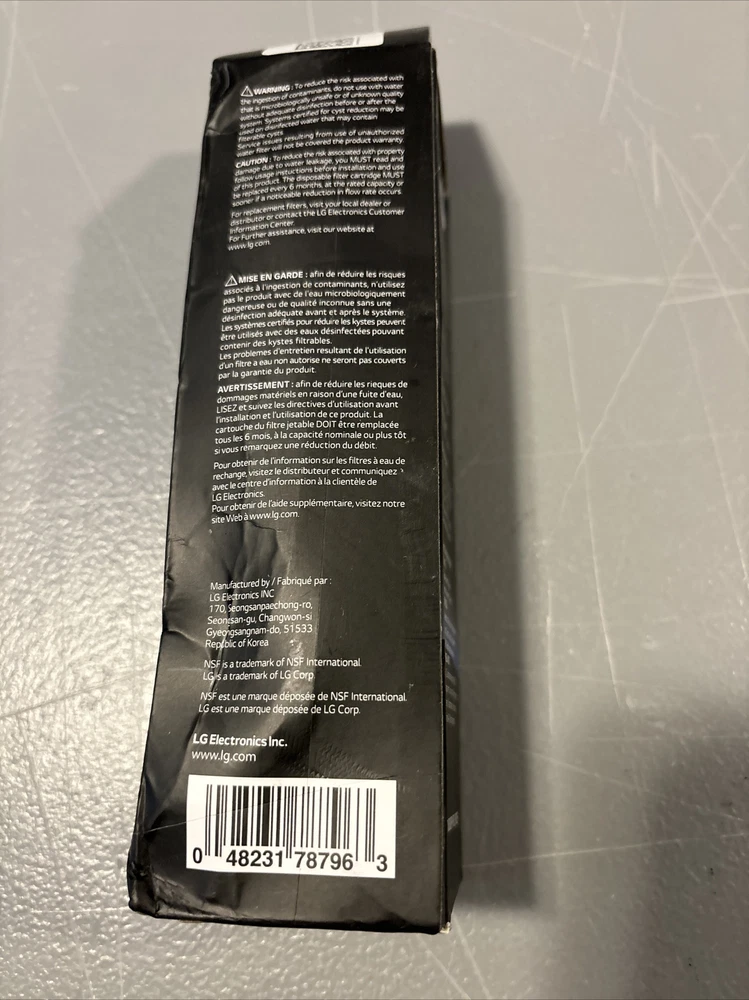 ⚠WARNING : To reduce the risk associated with
the ingestion of contaminants, do not use with water
that is microbiologically unsafe or of unknown quality
without adequate disinfection before or after the
system. Systems certified for cyst reduction may be
used on disinfected water that may contain
filterable cysts.
Service issues resulting from use of unauthorized
water filter will not be covered the product warranty.
CAUTION : To reduce the risk associated with property
damage due to water leakage, you MUST read and
follow usage instuctions before installation and use
of this product. The disposable filter cartridge MUST
be replaced every 6 months, at the rated capacity or
sooner if a noticeable reduction in flow rate occurs.
For replacement filters, visit your local dealer or
distributor or contact the LG Electronics Customer
Information Center.
For Further assistance, visit our website at
www.lg.com.
⚠MISE EN GARDE : afin de réduire les risques
associés à l'ingestion de contaminants, n'utilisez
pas le produit avec de l'eau microbiologiquement
dangereuse ou de qualité inconnue sans une
désinfection adéquate avant et après le système.
Les systèmes certifiés pour réduire les kystes peuvent
être utilisés avec des eaux désinfectées pouvant
contenir des kystes filtrables.
Les problemes d'entretien resultant de l'utilisation
d'un filtre a eau non autorise ne seront pas couverts
par la garantie du produit.
AVERTISSEMENT : afin de réduire les rieques de
dommages matériels en raison d'une fuite d'eau,
LISEZ et suivez les directives d'utilisation avant
l'installation et l'utilisation de ce produit. La
cartouche du filtre jetable DOIT être remplacée
tous les 6 mois, à la capacité nominale ou plus tôt
si vous remarquez une réduction du débit.
Pour obtenir de l'information sur les filtres à eau de
rechange, visitez le distributeur et communiquez
avec le centre d'information à la clientèle de
LG Electronics.
Pour obtenir de l'aide supplémentaire, visitez notre
site Web à www.lg.com.
Manufactured by / Fabriqué par :
LG Electronics INC
170, Seongsanpaechong-ro,
Seongsan-gu, Changwon-si
Gyeongsangnam-do, 51533
Republic of Korea
NSF is a trademark of NSF International.
LG is a trademark of LG Corp.
NSF est une marque déposée de NSF International.
LG est une marque déposée de LG Corp.
LG Electronics Inc.
www.lg.com
0 48231 78796 3